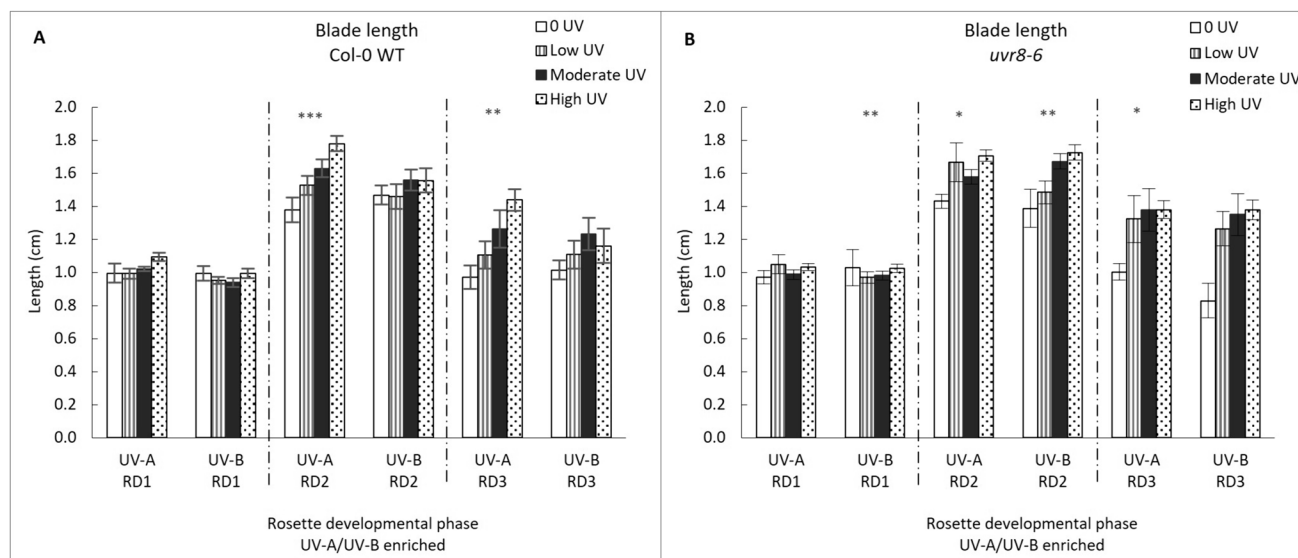 A
Blade length
Col-0 WT
0 UV
Low UV
Moderate UV
High UV
Length (cm)
2.0
1.8
1.6
1.4
1.2
1.0
0.8
0.6
0.4
0.2
0.0
***
**
UV-A UV-B UV-A UV-B UV-A UV-B
RD1 RD1 RD2 RD2 RD3 RD3
Rosette developmental phase
UV-A/UV-B enriched
B
Blade length
uvr8-6
0 UV
Low UV
Moderate UV
High UV
Length (cm)
2.0
1.8
1.6
1.4
1.2
1.0
0.8
0.6
0.4
0.2
0.0
** * ** *
UV-A UV-B UV-A UV-B UV-A UV-B
RD1 RD1 RD2 RD2 RD3 RD3
Rosette developmental phase
UV-A/UV-B enriched